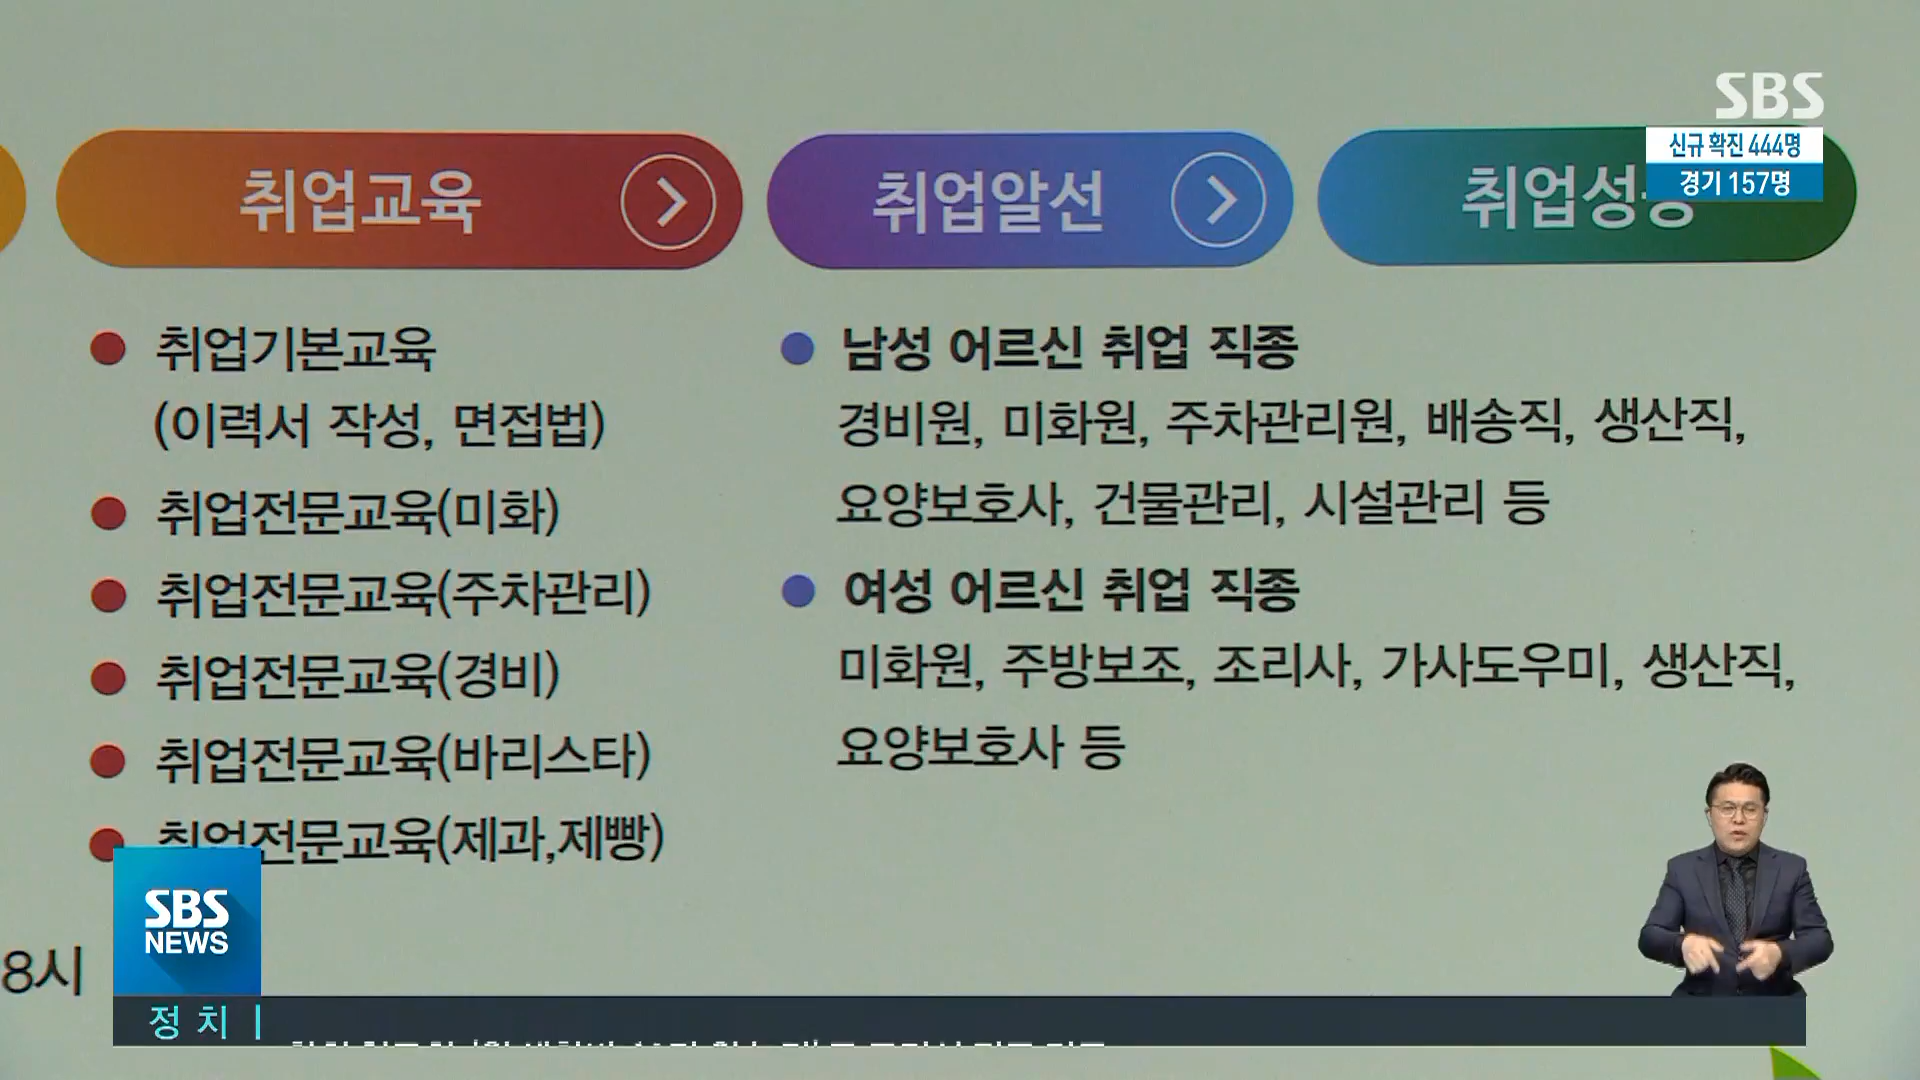 SBS
신규 확진 444명
경기 157명
취업교육
취업알선
취업성공
취업기본교육
(이력서 작성, 면접법)
취업전문교육(미화)
취업전문교육(주차관리)
취업전문교육(경비)
취업전문교육(바리스타)
취업전문교육(제과,제빵)
남성 어르신 취업 직종
경비원, 미화원, 주차관리원, 배송직, 생산직,
요양보호사, 건물관리, 시설관리 등
여성 어르신 취업 직종
미화원, 주방보조, 조리사, 가사도우미, 생산직,
요양보호사 등
8시
SBS
NEWS
정치